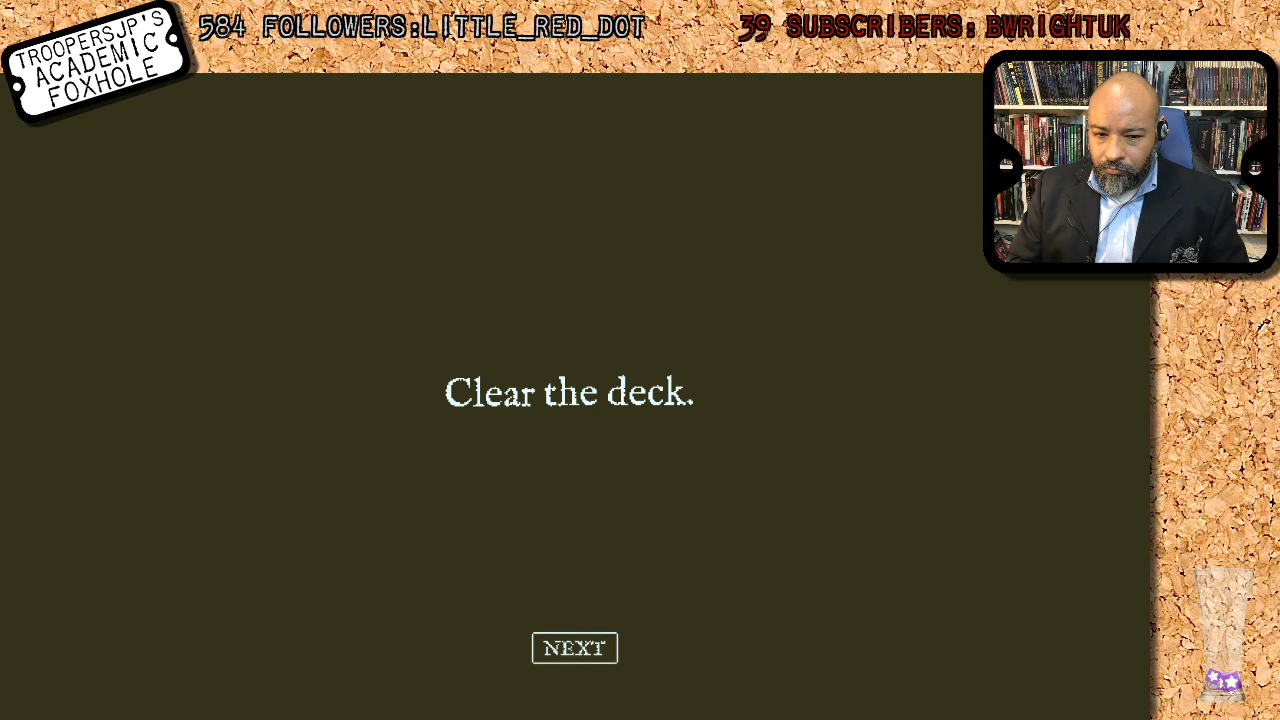 TROOPERSJP'S
ACADEMIC
FOXHOLE
584 FOLLOWERS:LITTLE_RED_DOT
39 SUBSCRIBERS: BWRIGHTUK
Clear the deck.
NEXT